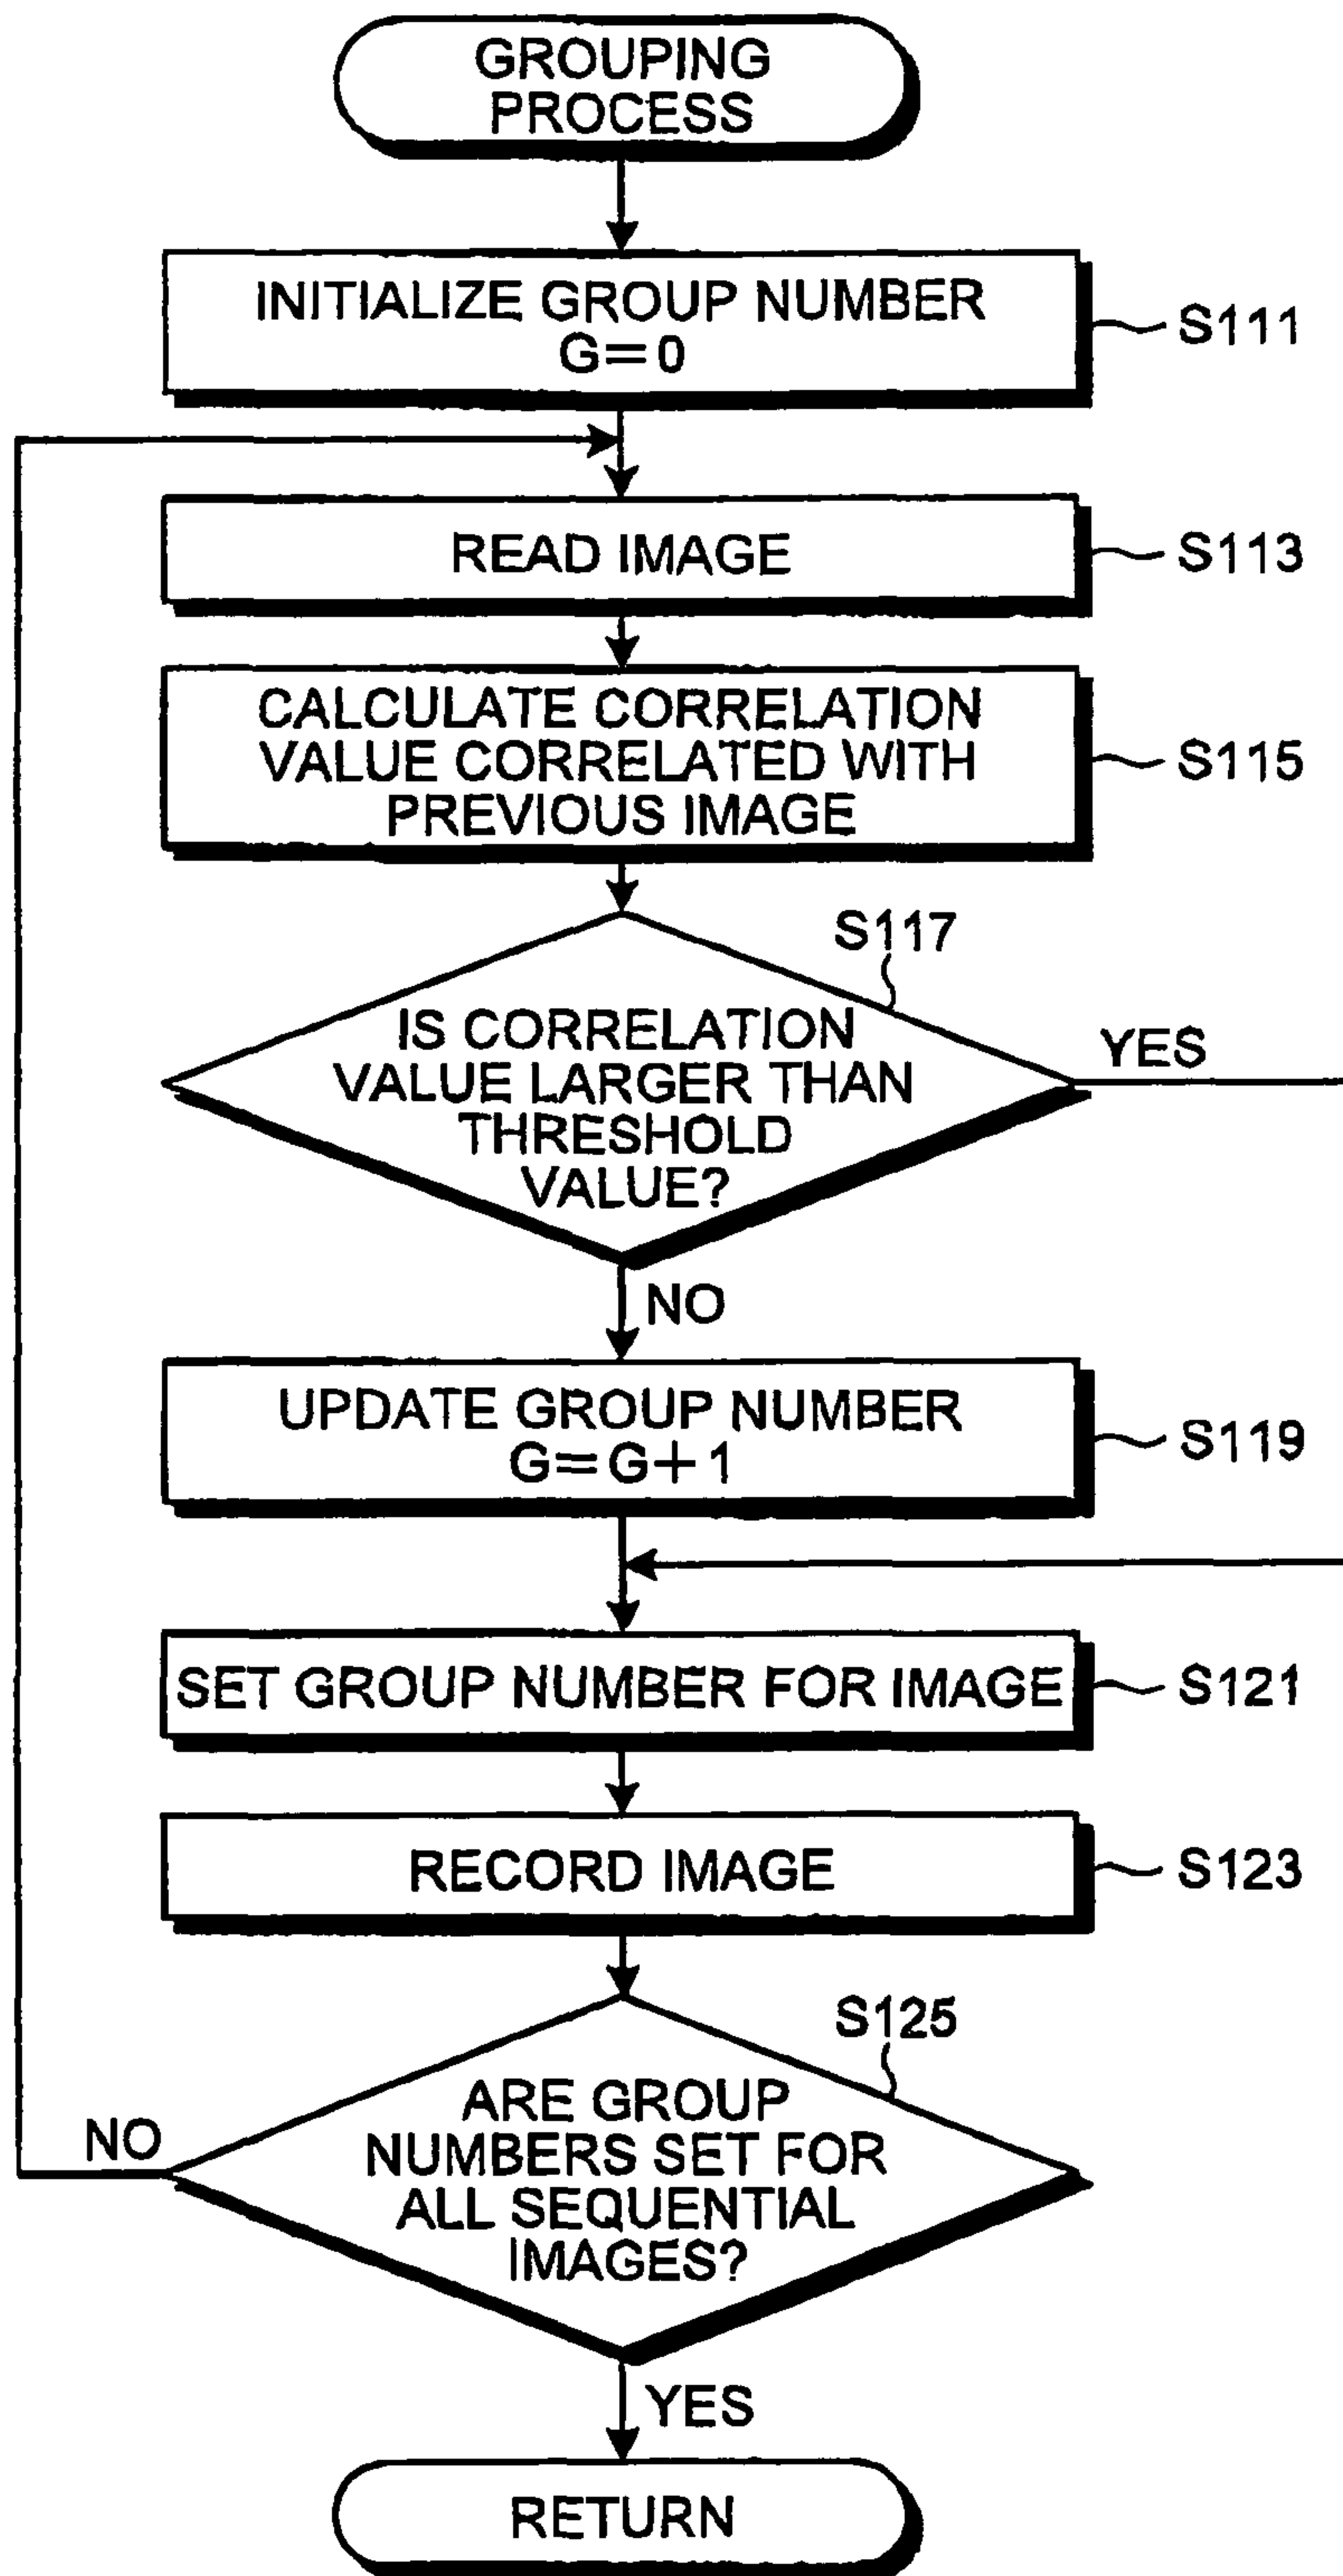 GROUPING
PROCESS
INITIALIZE GROUP NUMBER
G=0
S111
READ IMAGE
S113
CALCULATE CORRELATION
VALUE CORRELATED WITH
PREVIOUS IMAGE
S115
S117
IS CORRELATION
VALUE LARGER THAN
THRESHOLD
VALUE?
YES
NO
UPDATE GROUP NUMBER
G=G+1
S119
SET GROUP NUMBER FOR IMAGE
S121
RECORD IMAGE
S123
S125
ARE GROUP
NUMBERS SET FOR
ALL SEQUENTIAL
IMAGES?
NO
YES
RETURN